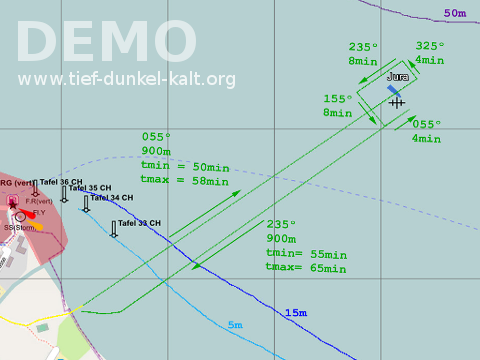 50m
DEMO
www.tief-dunkel-kalt.org
235°
8min
325°
4min
Jura
155°
8min
055°
4min
055°
900m
tmin = 50min
tmax = 58min
RG (vert)
Tafel 36 CH
Tafel 35 CH
Tafel 34 CH
Tafel 33 CH
F.R(vert)
FLY
SS(Storm)
235°
900m
tmin= 55min
tmax= 65min
15m
5m